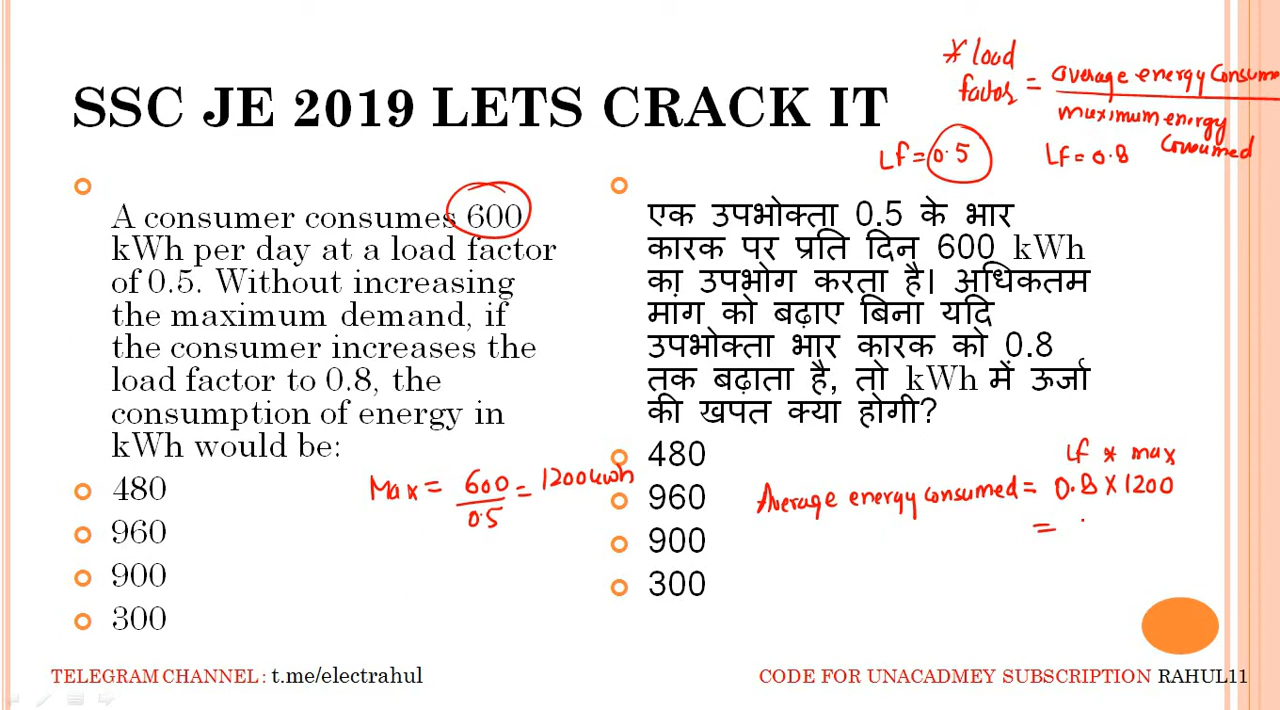 * load
factor = average energy Consume
maximum energy
Consumed
LF = 0.5
LF = 0.8
SSC JE 2019 LETS CRACK IT
A consumer consumes 600
kWh per day at a load factor
of 0.5. Without increasing
the maximum demand, if
the consumer increases the
load factor to 0.8, the
consumption of energy in
kWh would be:
480
960
900
300
Max = 600/0.5 = 1200 kwh
एक उपभोक्ता 0.5 के भार
कारक पर प्रति दिन 600 kWh
का उपभोग करता है। अधिकतम
मांग को बढ़ाए बिना यदि
उपभोक्ता भार कारक को 0.8
तक बढ़ाता है, तो kWh में ऊर्जा
की खपत क्या होगी?
480
960
900
300
Lf * max
Average energy consumed = 0.8 X 1200
=
TELEGRAM CHANNEL: t.me/electrahul
CODE FOR UNACADMEY SUBSCRIPTION RAHUL11